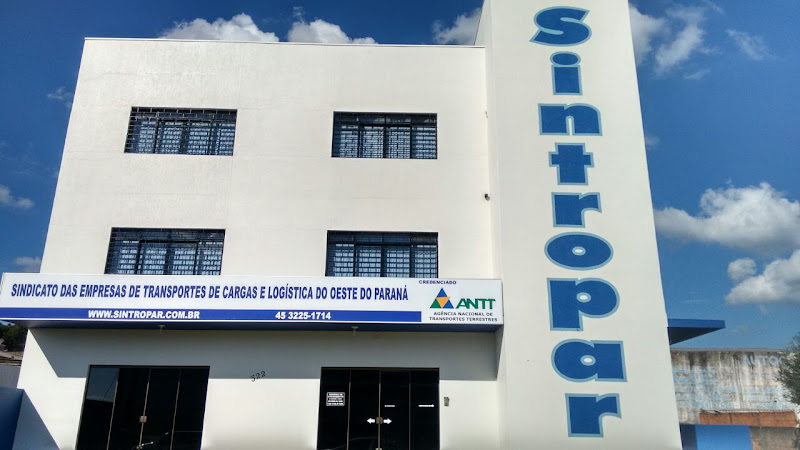 Sintropar
SINDICATO DAS EMPRESAS DE TRANSPORTES DE CARGAS E LOGÍSTICA DO OESTE DO PARANÁ
WWW.SINTROPAR.COM.BR 45 3225-1714
CREDENCIADO
ANTT
AGÊNCIA NACIONAL DE
TRANSPORTES TERRESTRES
522